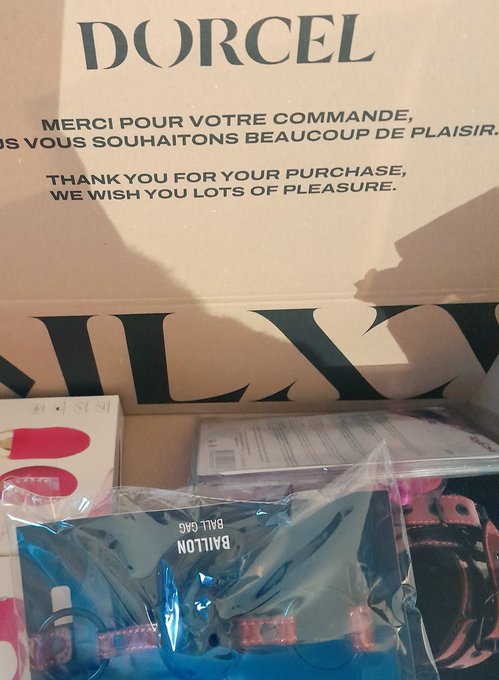 DORCEL
MERCI POUR VOTRE COMMANDE,
US VOUS SOUHAITONS BEAUCOUP DE PLAISIR.
THANK YOU FOR YOUR PURCHASE,
WE WISH YOU LOTS OF PLEASURE.
BALL GAG
BAILLON